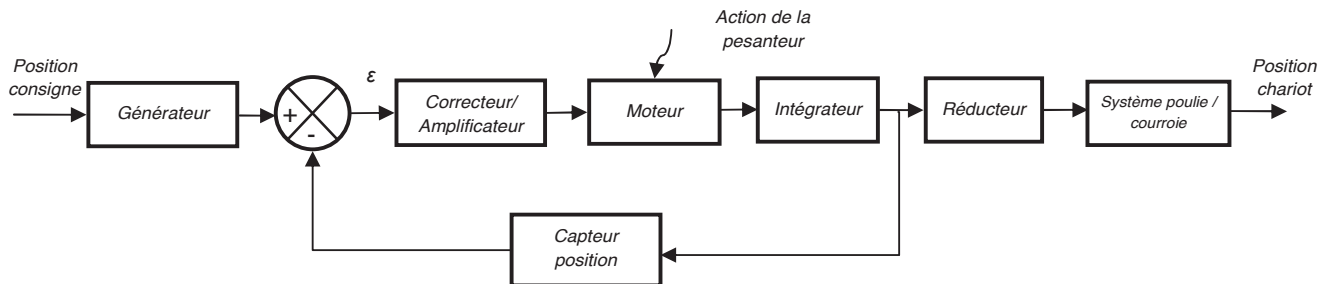 Action de la
pesanteur
Position
consigne
Générateur
+
-
ε
Correcteur/
Amplificateur
Moteur
Intégrateur
Réducteur
Système poulie /
courroie
Position
chariot
Capteur
position